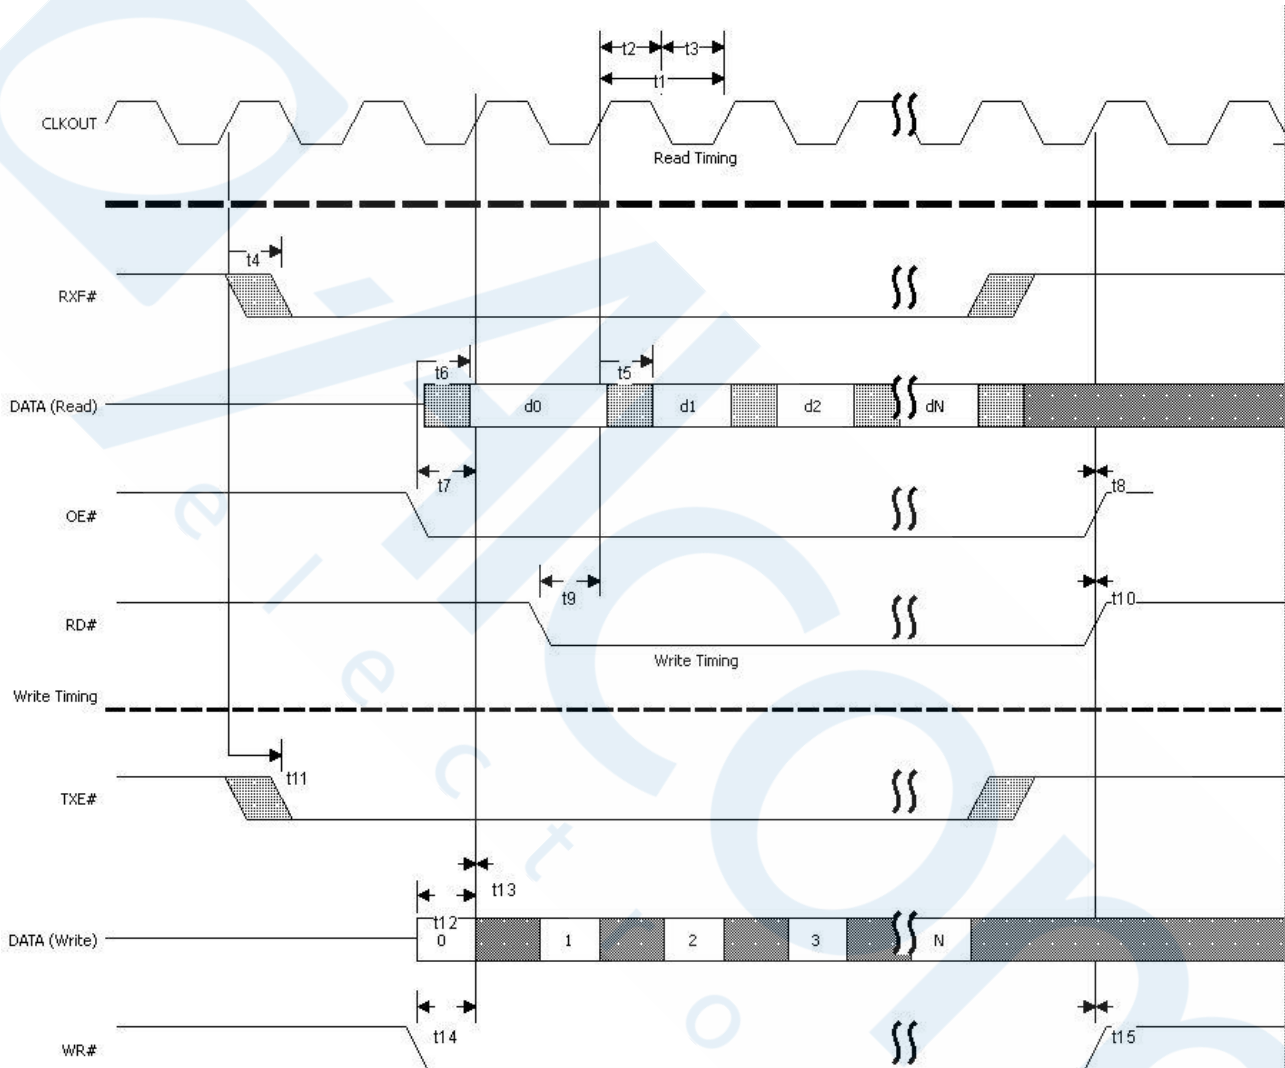 t2
t3
t1
CLKOUT
Read Timing
t4
RXF#
t6
t5
DATA (Read)
d0
d1
d2
dN
t7
t8
OE#
t9
t10
RD#
Write Timing
Write Timing
t11
TXE#
t13
t12
DATA (Write)
0
1
2
3
N
t14
t15
WR#
electro